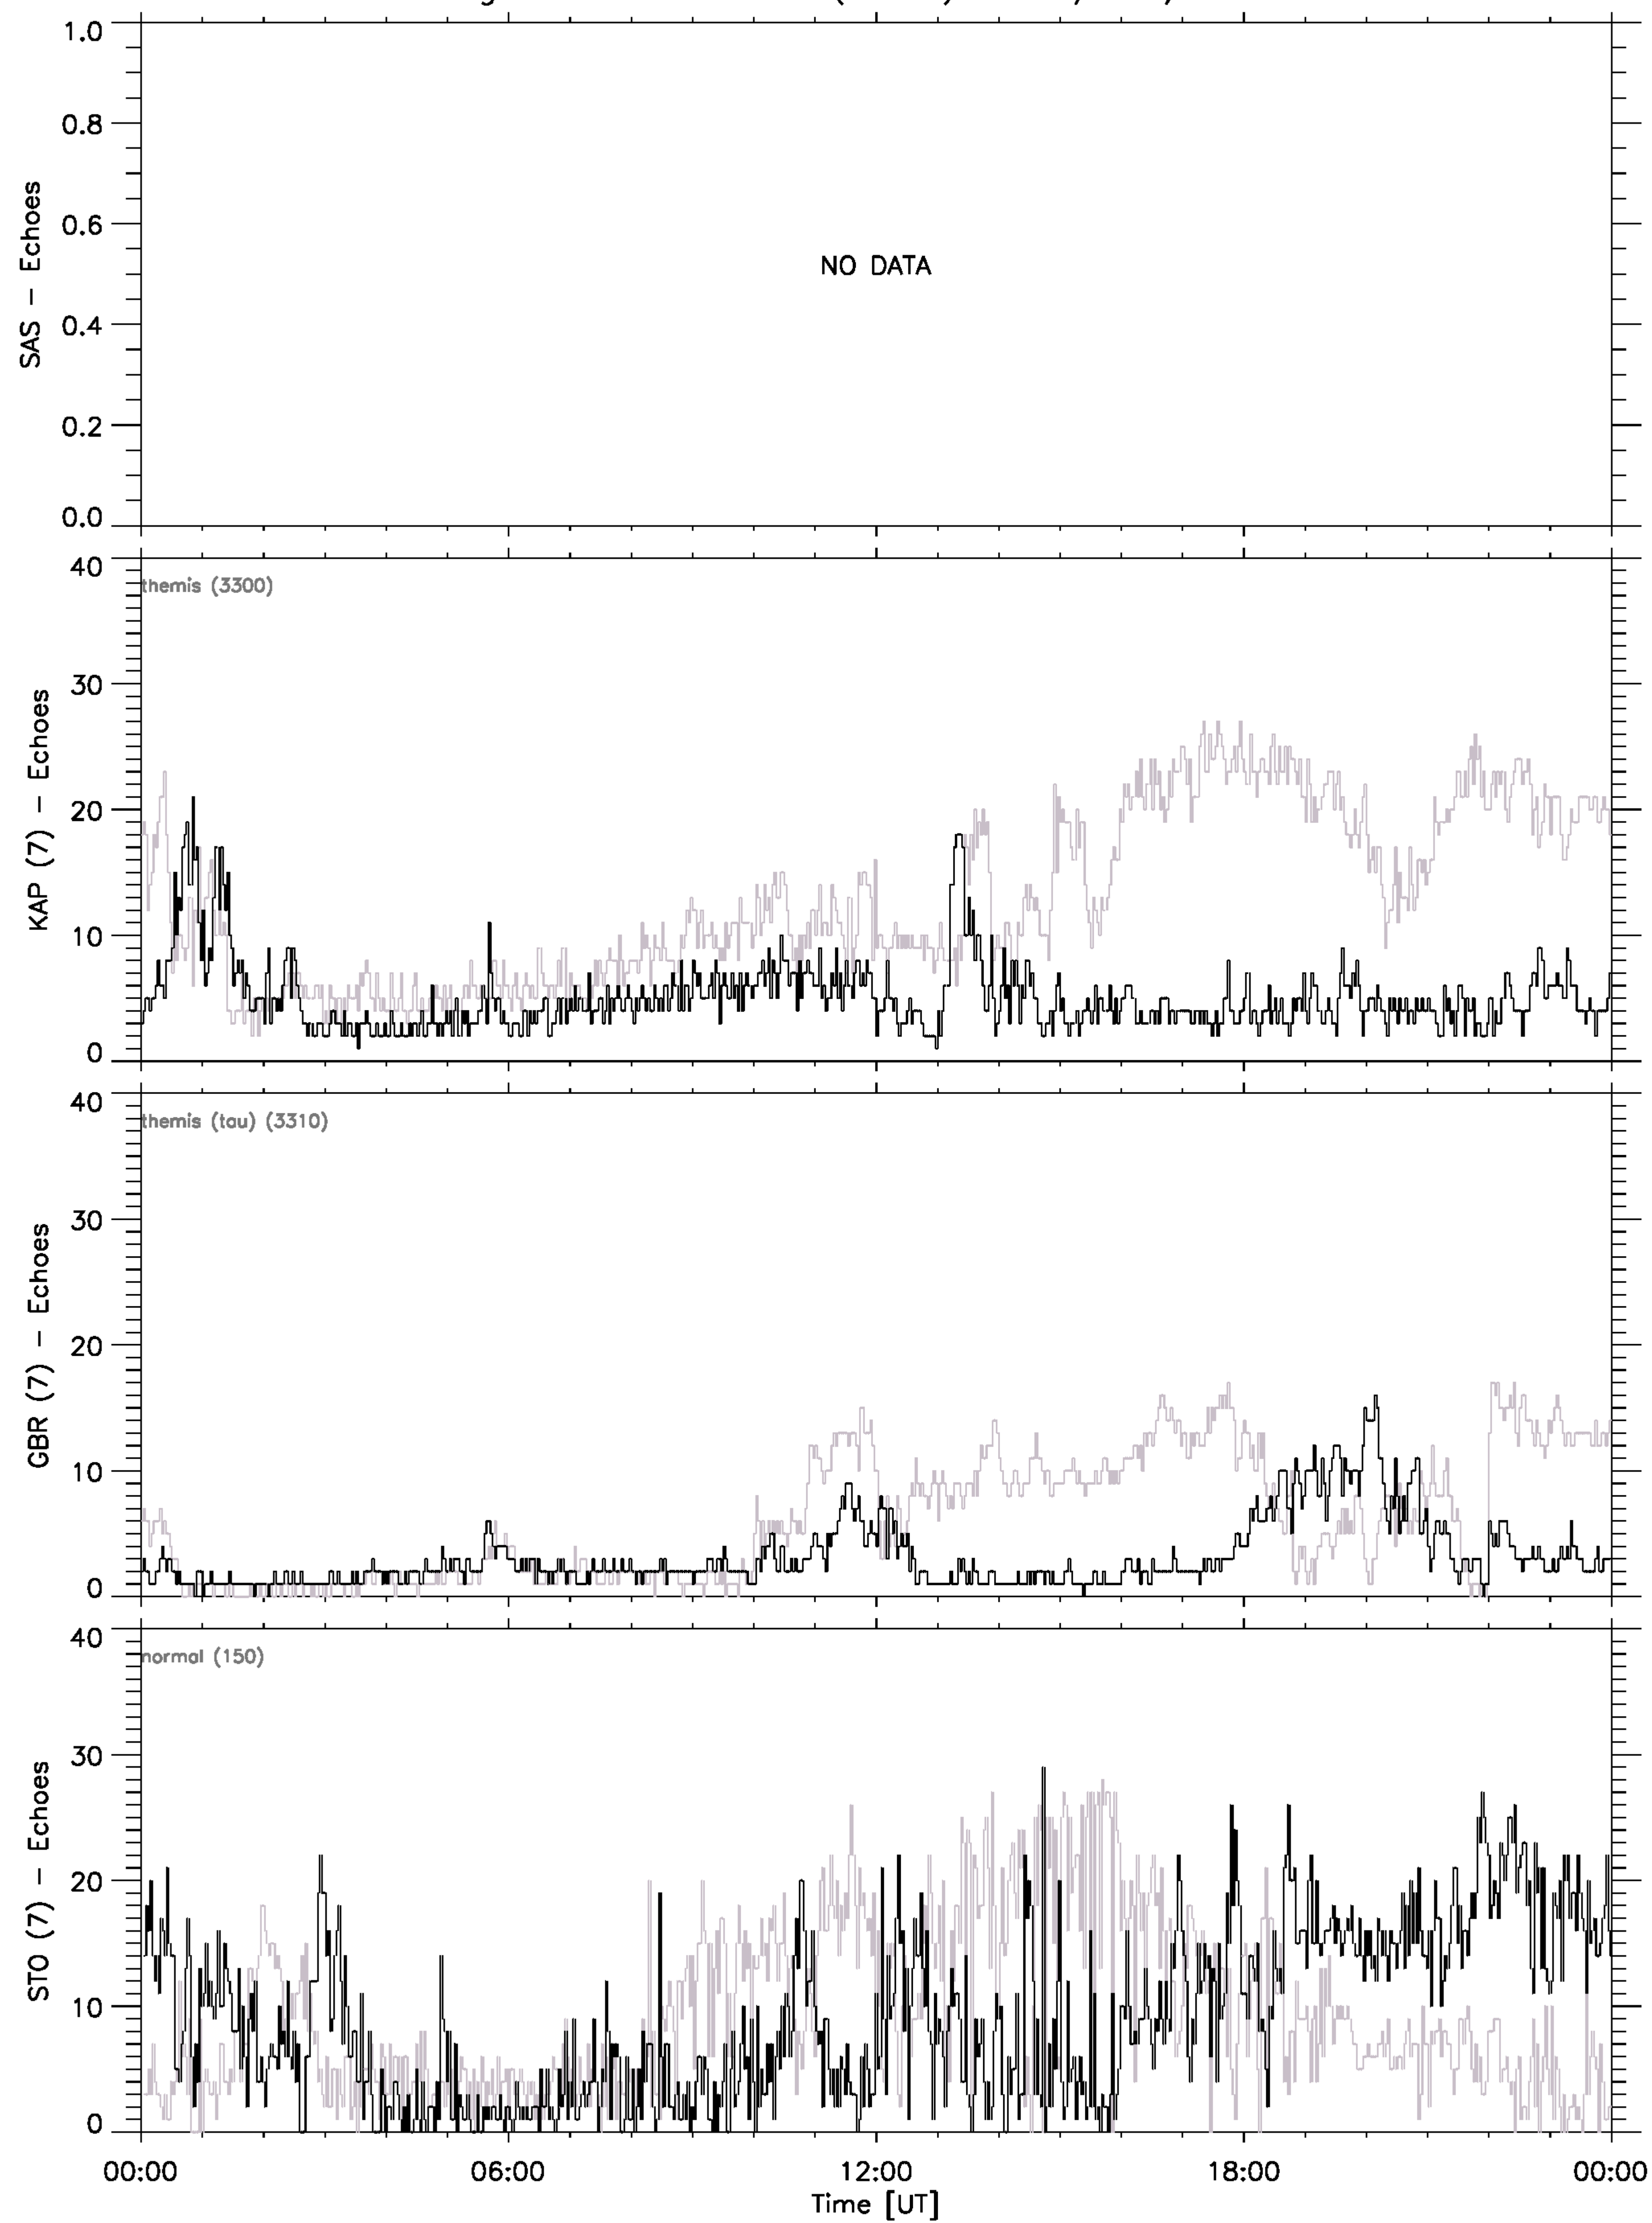 1.0
0.8
0.6
0.4
0.2
0.0
SAS – Echoes
NO DATA
40
30
20
10
0
KAP (7) – Echoes
themis (3300)
40
30
20
10
0
GBR (7) – Echoes
themis (tau) (3310)
40
30
20
10
0
STO (7) – Echoes
normal (150)
00:00 06:00 12:00 18:00 00:00
Time [UT]